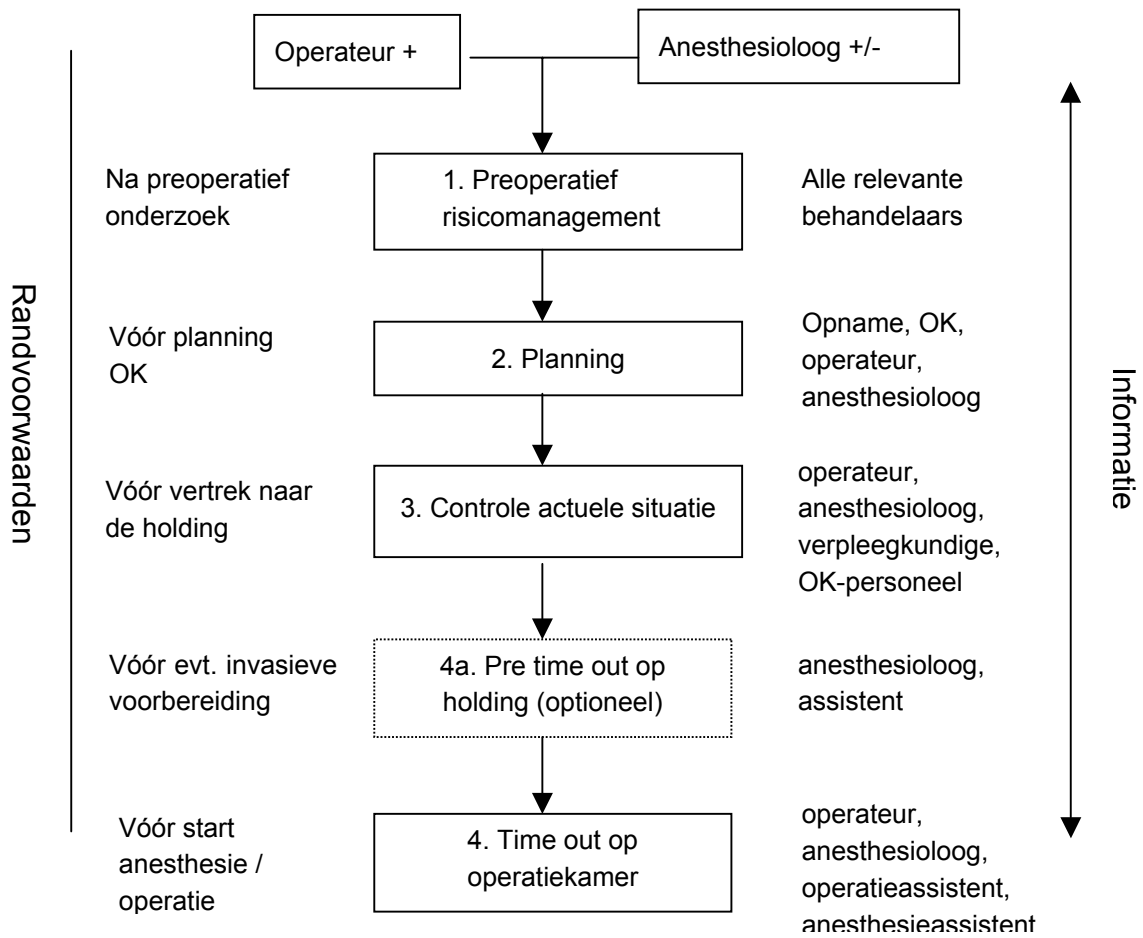 Operateur +
Anesthesioloog +/-
Na preoperatief
onderzoek
1. Preoperatief
risicomanagement
Alle relevante
behandelaars
Randvoorwaarden
Vóór planning
OK
2. Planning
Opname, OK,
operateur,
anesthesioloog
Informatie
Vóór vertrek naar
de holding
3. Controle actuele situatie
operateur,
anesthesioloog,
verpleegkundige,
OK-personeel
Vóór evt. invasieve
voorbereiding
4a. Pre time out op
holding (optioneel)
anesthesioloog,
assistent
Vóór start
anesthesie /
operatie
4. Time out op
operatiekamer
operateur,
anesthesioloog,
operatieassistent,
anesthesieassistent